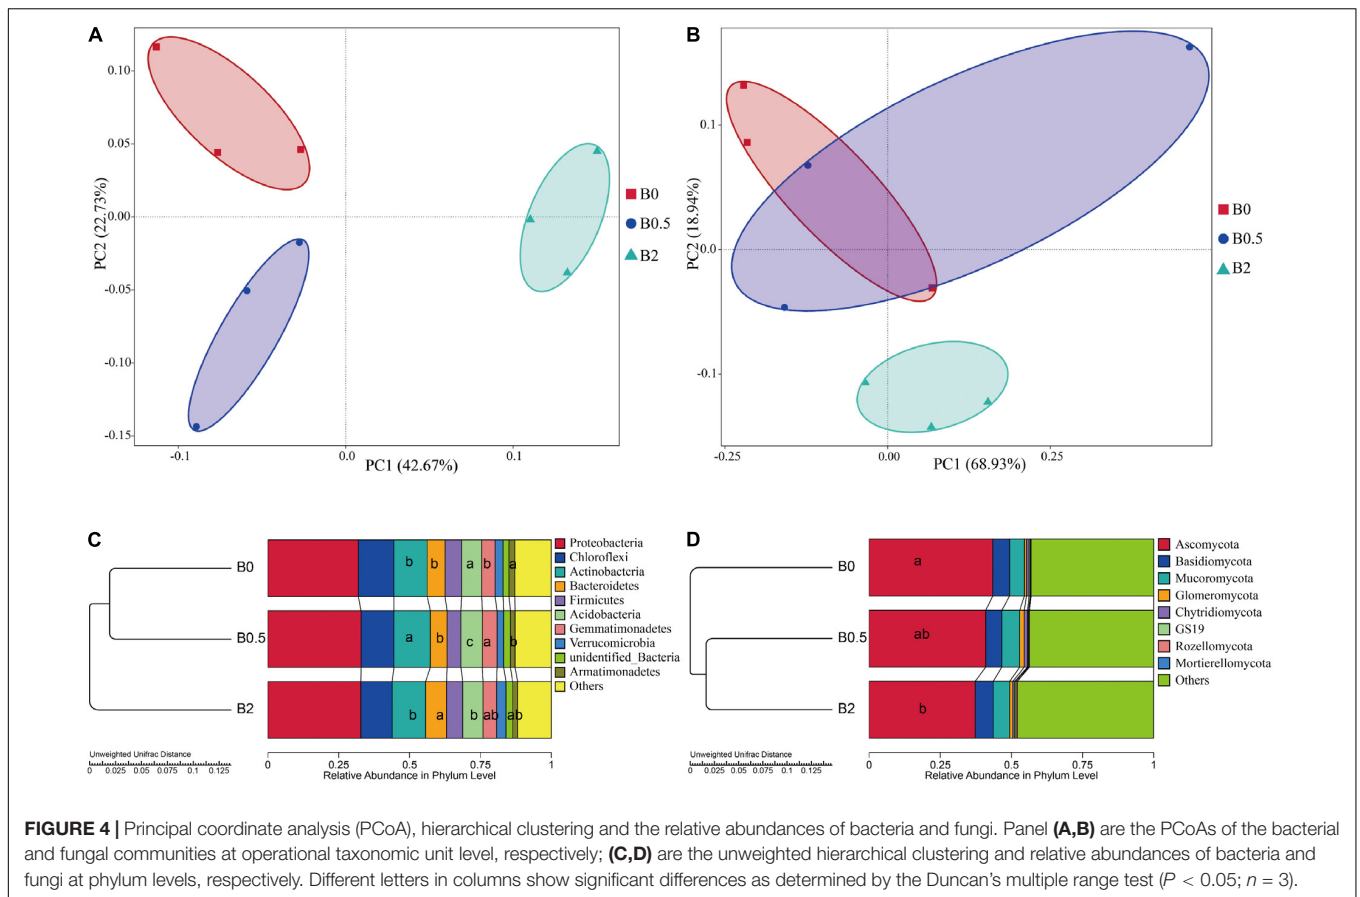 A
0.10
0.05
0.00
-0.05
-0.10
-0.15
PC2 (22.73%)
-0.1
0.0
0.1
PC1 (42.67%)
B0
B0.5
B2
B
0.1
0.0
-0.1
PC2 (18.94%)
-0.25
0.00
0.25
PC1 (68.93%)
B0
B0.5
B2
C
B0
b b a b a
B0.5
a b c a b
B2
b a b ab ab
Proteobacteria
Chloroflexi
Actinobacteria
Bacteroidetes
Firmicutes
Acidobacteria
Gemmatimonadetes
Verrucomicrobia
unidentified_Bacteria
Armatimonadetes
Others
Unweighted Unifrac Distance
0 0.025 0.05 0.075 0.1 0.125
0 0.25 0.5 0.75 1
Relative Abundance in Phylum Level
D
B0
a
B0.5
ab
B2
b
Ascomycota
Basidiomycota
Mucoromycota
Glomeromycota
Chytridiomycota
GS19
Rozellomycota
Mortierellomycota
Others
Unweighted Unifrac Distance
0 0.025 0.05 0.075 0.1 0.125
0 0.25 0.5 0.75 1
Relative Abundance in Phylum Level
FIGURE 4 | Principal coordinate analysis (PCoA), hierarchical clustering and the relative abundances of bacteria and fungi. Panel (A,B) are the PCoAs of the bacterial
and fungal communities at operational taxonomic unit level, respectively; (C,D) are the unweighted hierarchical clustering and relative abundances of bacteria and
fungi at phylum levels, respectively. Different letters in columns show significant differences as determined by the Duncan's multiple range test (P < 0.05; n = 3).